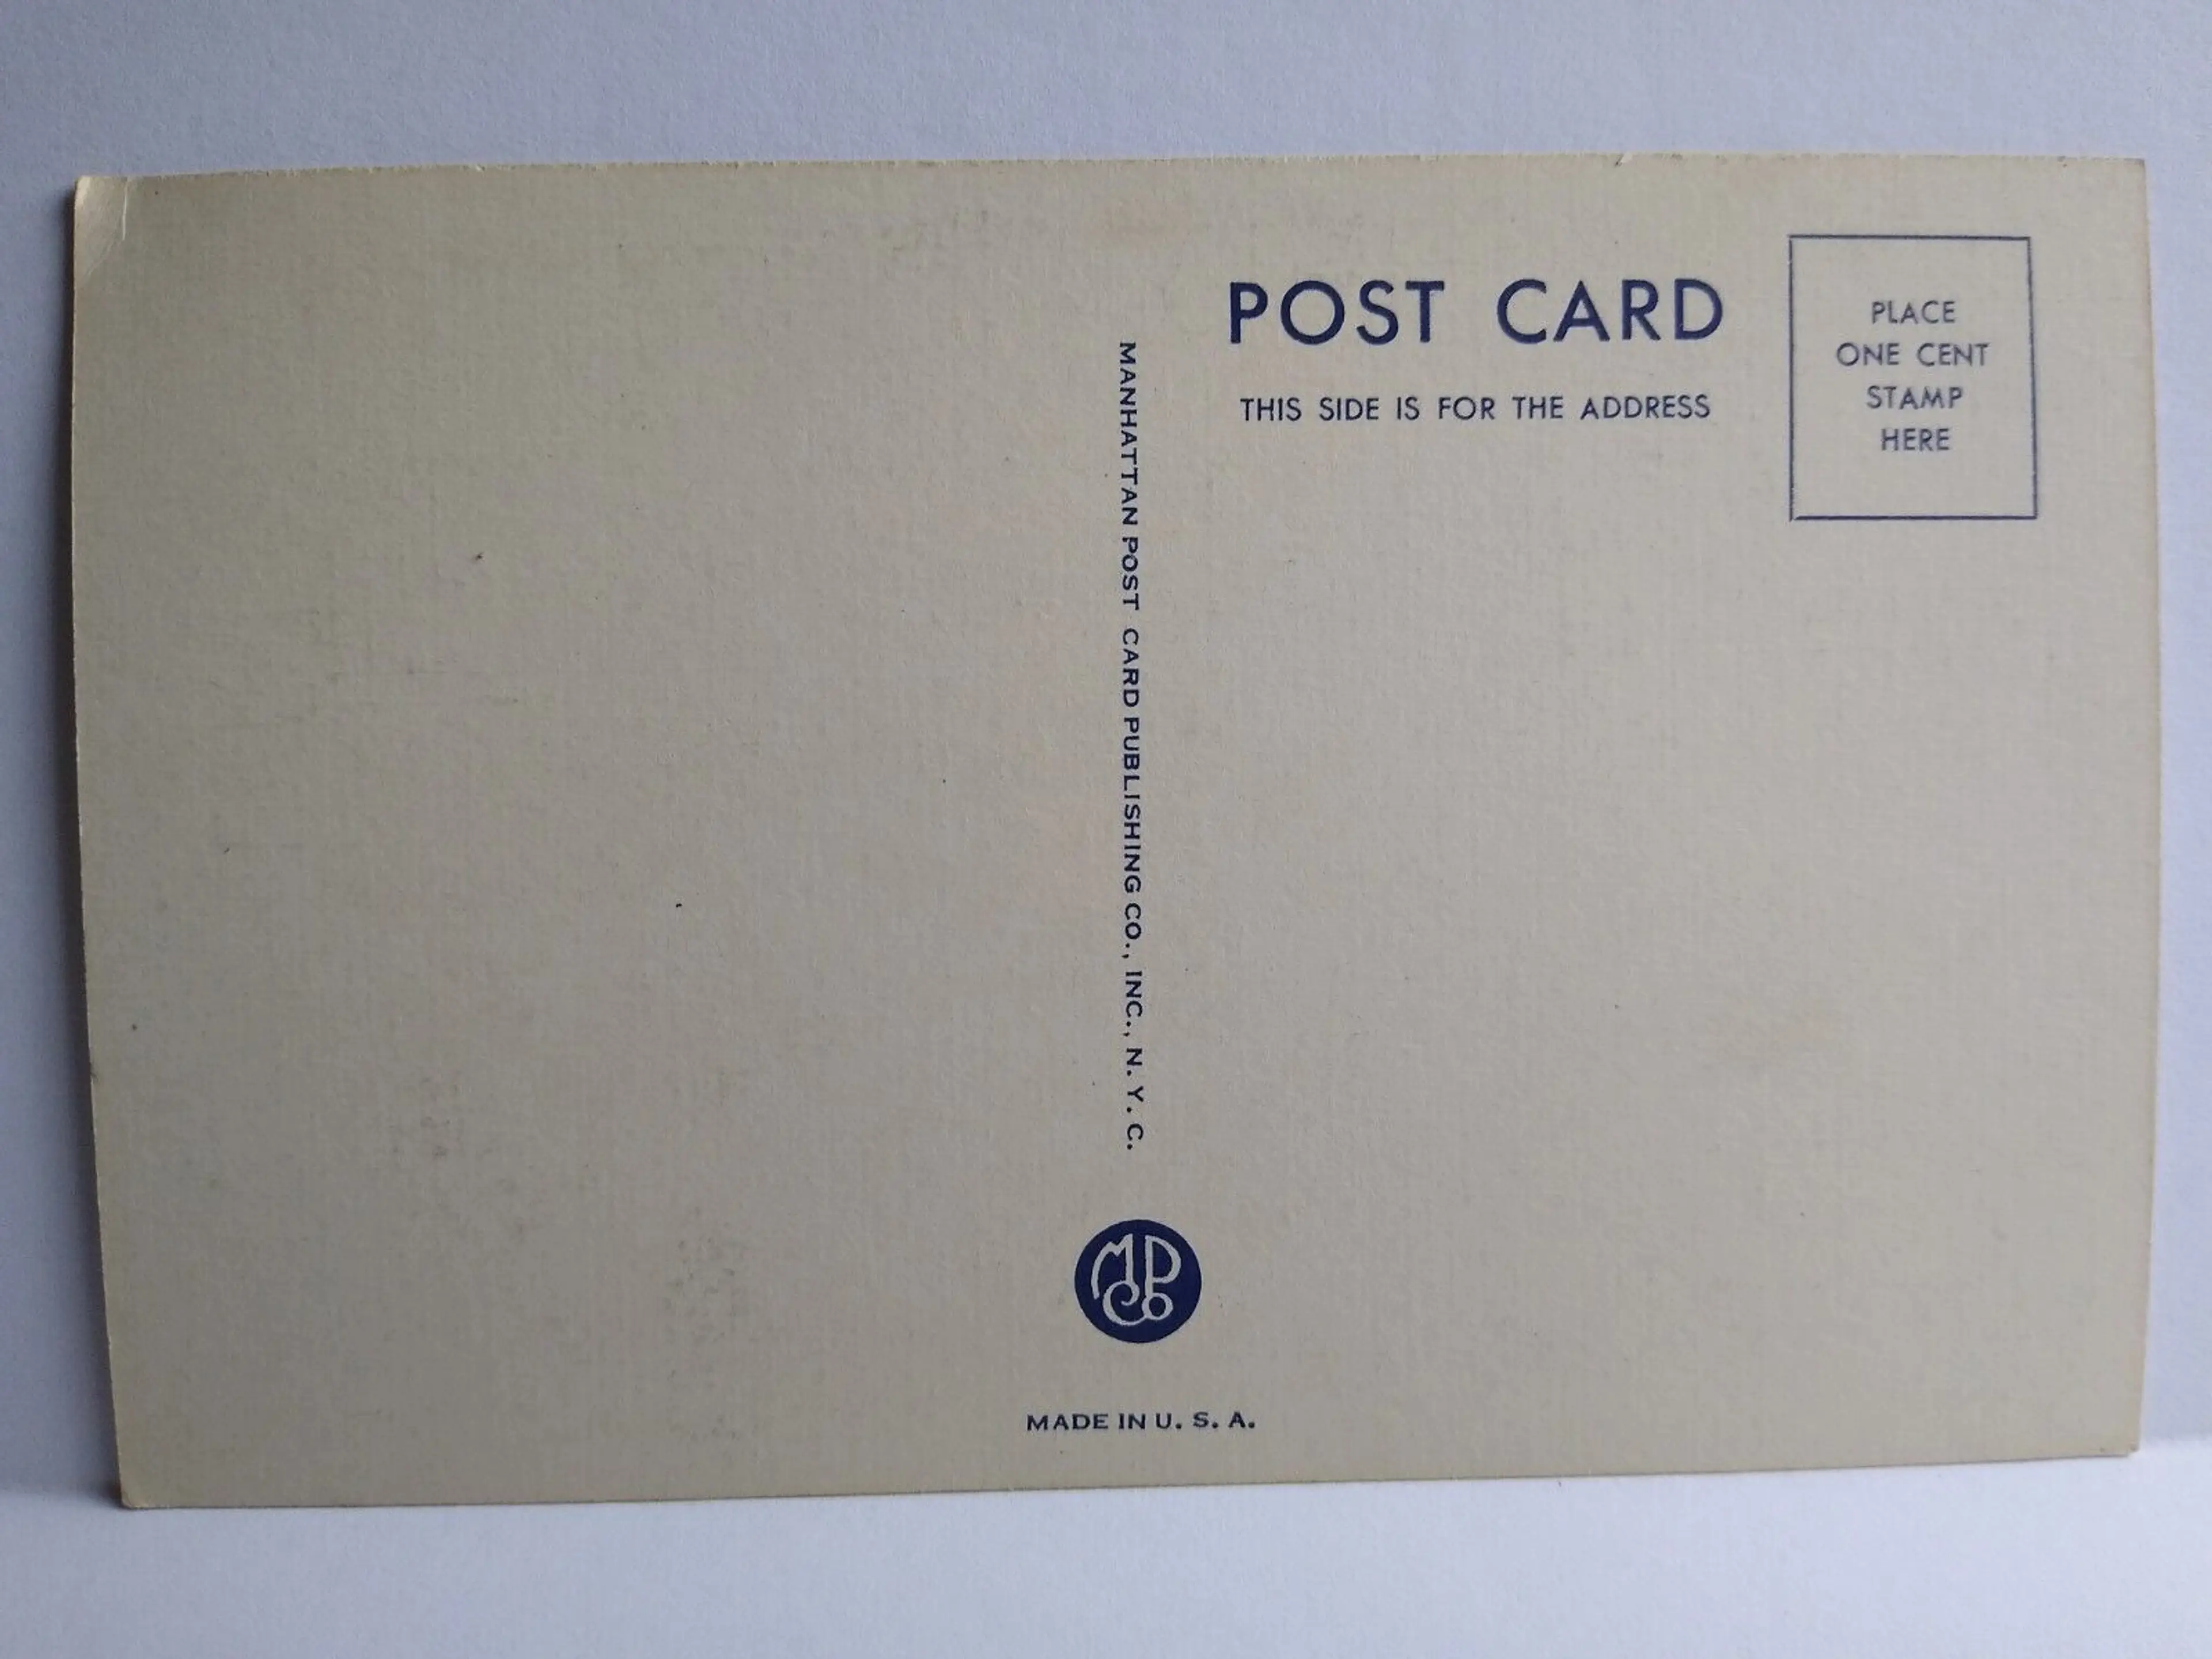 POST CARD
THIS SIDE IS FOR THE ADDRESS
PLACE
ONE CENT
STAMP
HERE
MANHATTAN POST CARD PUBLISHING CO., INC., N. Y. C.
MPCo
MADE IN U. S. A.